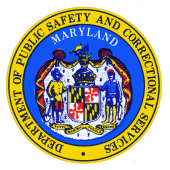 DEPARTMENT OF PUBLIC SAFETY AND CORRECTIONAL SERVICES
MARYLAND